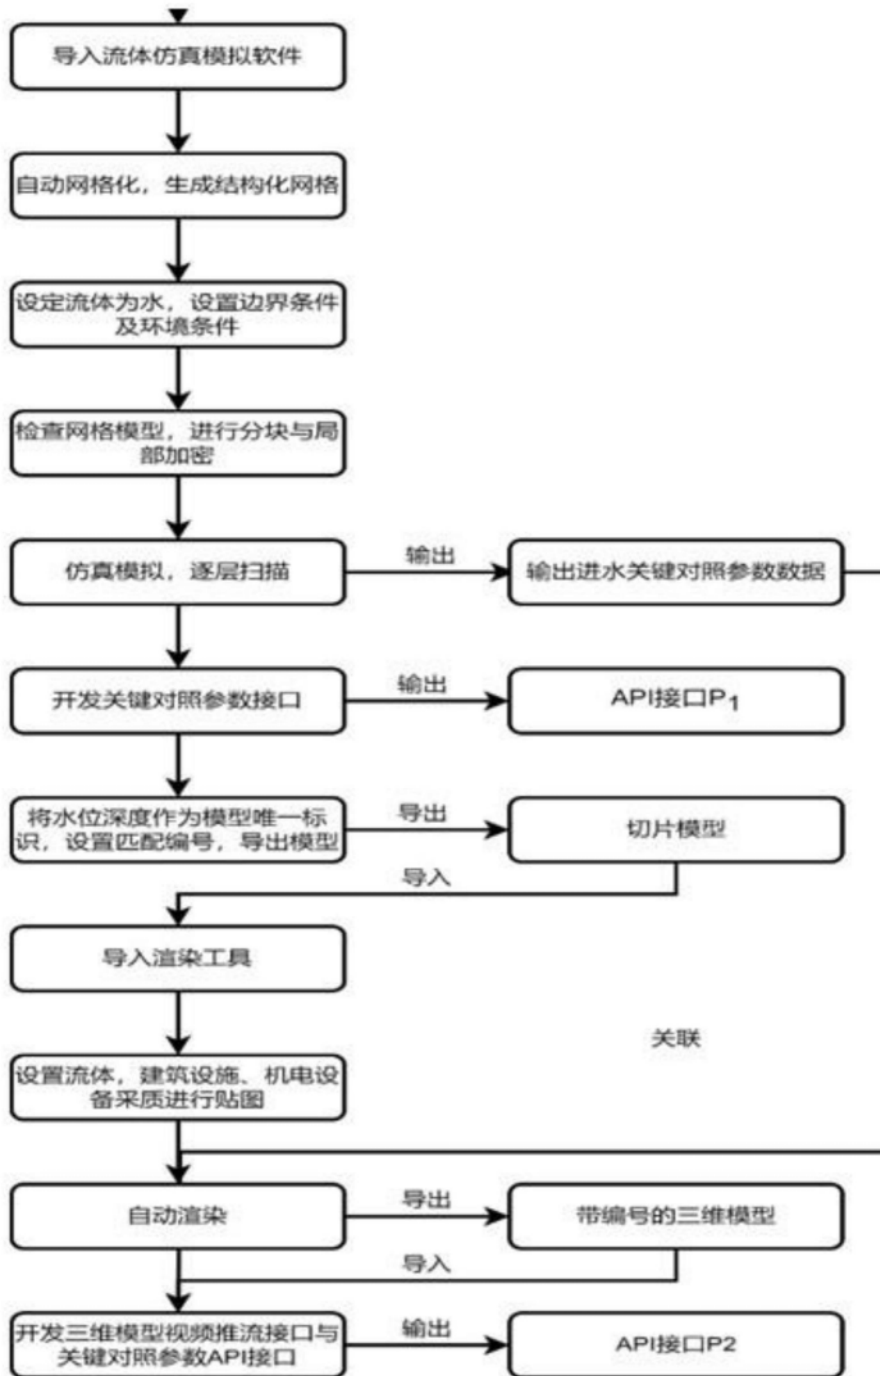 导入流体仿真模拟软件
自动网格化，生成结构化网格
设定流体为水，设置边界条件
及环境条件
检查网格模型，进行分块与局
部加密
仿真模拟，逐层扫描
输出
输出进水关键对照参数数据
开发关键对照参数接口
输出
API接口P₁
将水位深度作为模型唯一标
识，设置匹配编号，导出模型
导出
切片模型
导入
导入渲染工具
关联
设置流体，建筑设施、机电设
备采质进行贴图
自动渲染
导出
带编号的三维模型
导入
开发三维模型视频推流接口与
关键对照参数API接口
输出
API接口P2